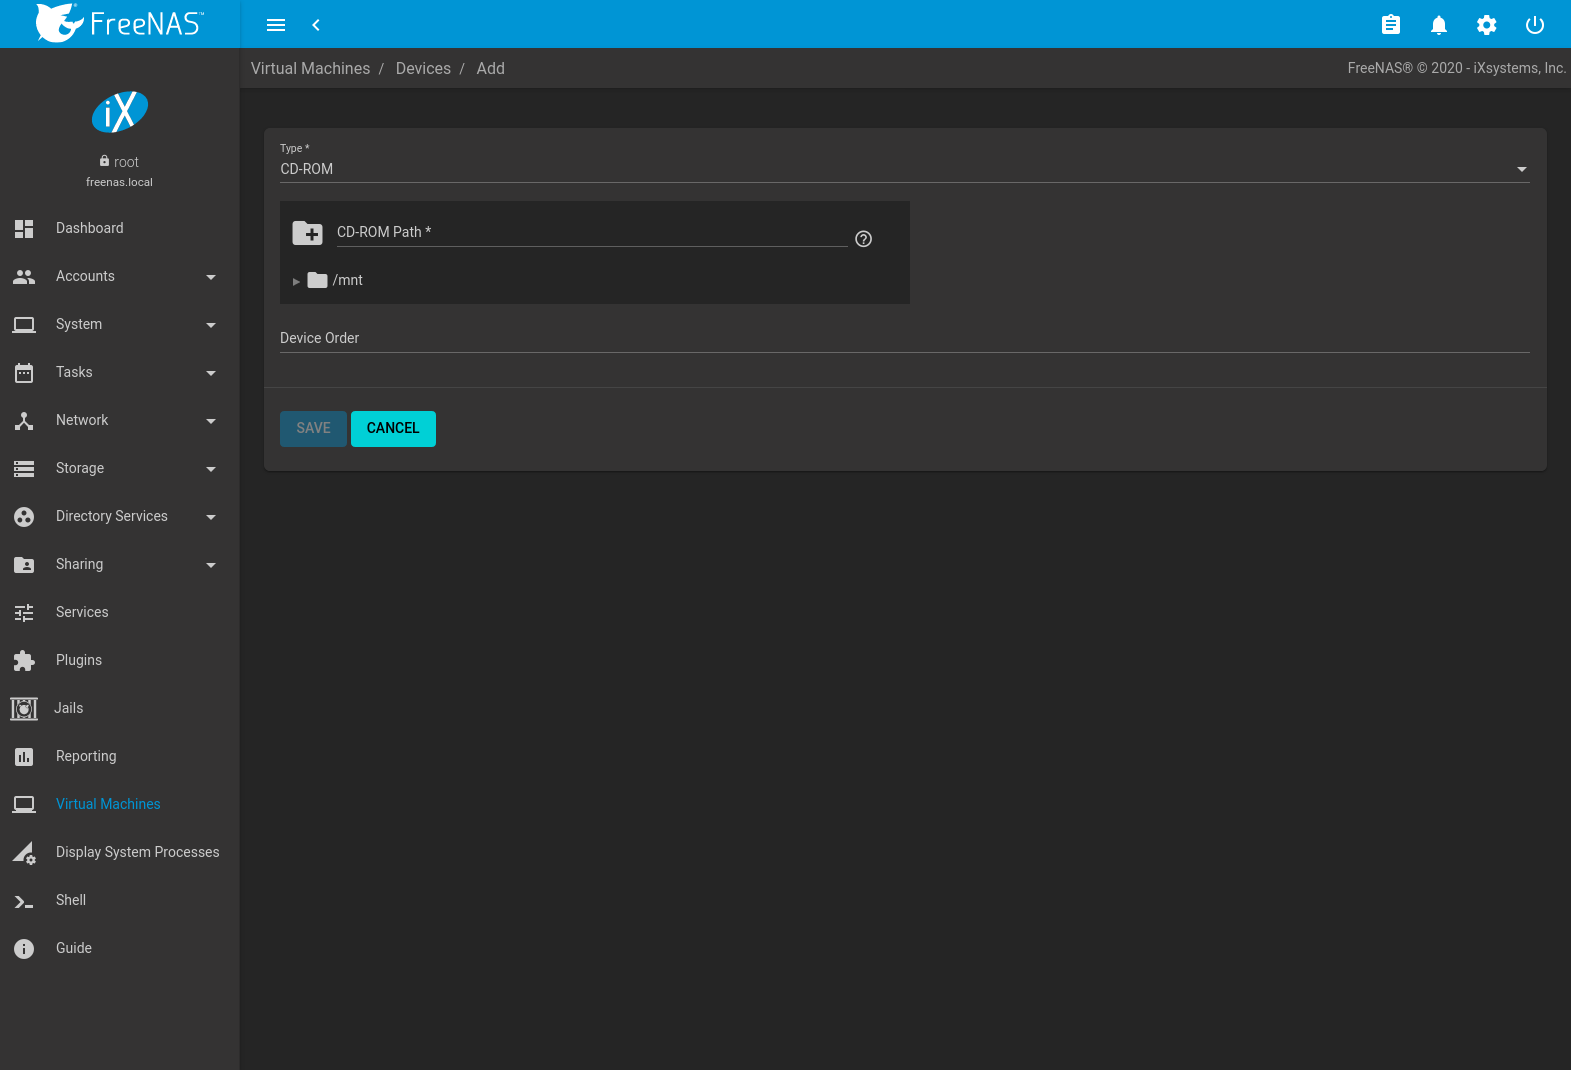 FreeNAS™
Virtual Machines / Devices / Add
FreeNAS® © 2020 - iXsystems, Inc.
iX
root
freenas.local
Dashboard
Accounts
System
Tasks
Network
Storage
Directory Services
Sharing
Services
Plugins
Jails
Reporting
Virtual Machines
Display System Processes
Shell
Guide
Type *
CD-ROM
CD-ROM Path *
/mnt
Device Order
SAVE CANCEL